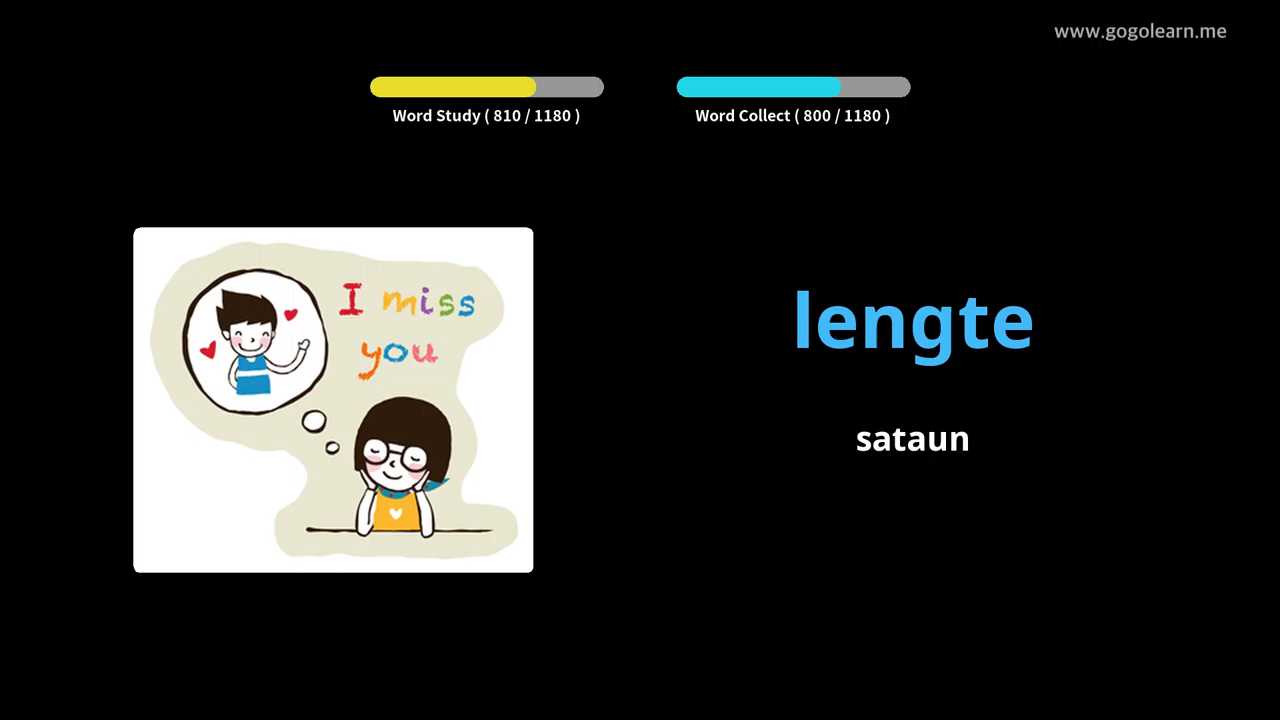 www.gogolearn.me
Word Study ( 810 / 1180 )
Word Collect ( 800 / 1180 )
I miss
you
lengte
sataun